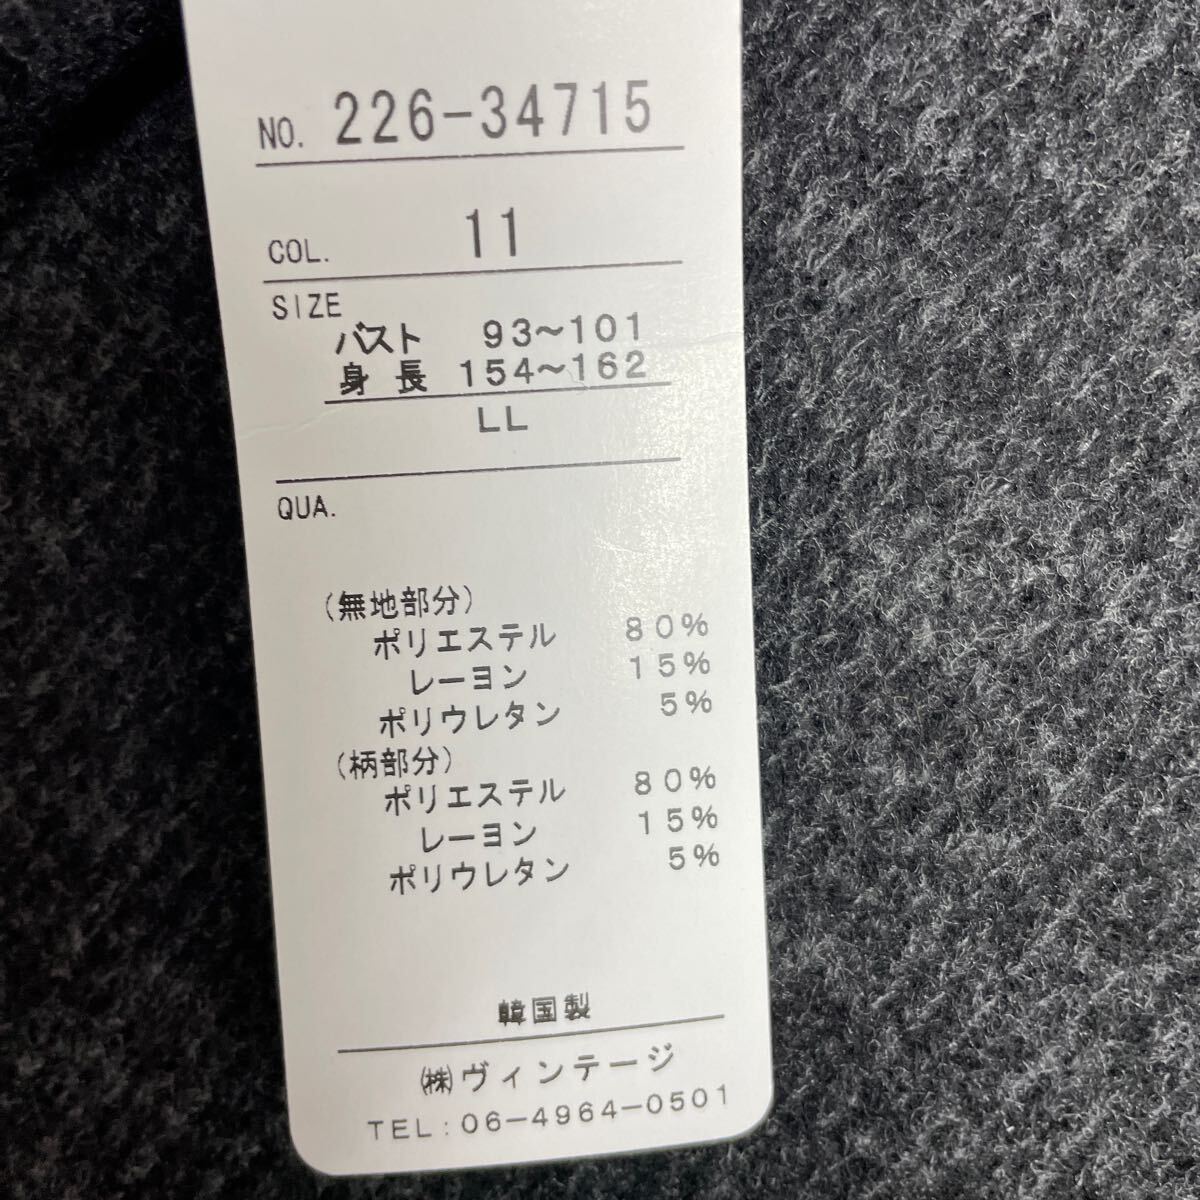 NO. 226-34715
COL. 11
SIZE
バスト 93～101
身長 154～162
LL
QUA.
(無地部分)
ポリエステル 80%
レーヨン 15%
ポリウレタン 5%
(柄部分)
ポリエステル 80%
レーヨン 15%
ポリウレタン 5%
韓国製
㈱ヴィンテージ
TEL:06-4964-0501